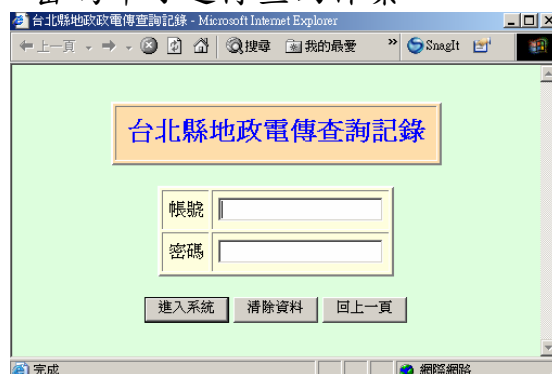 台北縣地政政電傳查詢記錄 - Microsoft Internet Explorer
上一頁 搜尋 我的最愛 » SnagIt
台北縣地政電傳查詢記錄
帳號
密碼
進入系統 清除資料 回上一頁
完成 網際網路